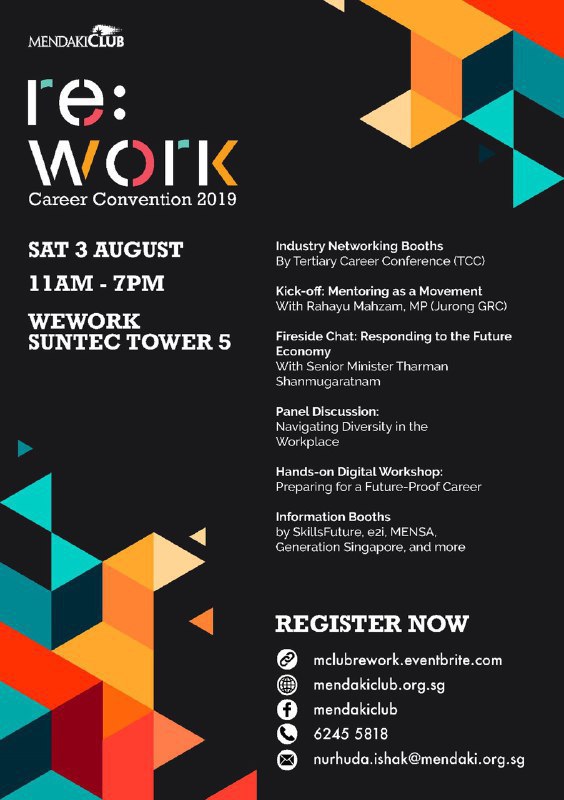 MENDAKICLUB
re:
work
Career Convention 2019
SAT 3 AUGUST
11AM - 7PM
WEWORK
SUNTEC TOWER 5
Industry Networking Booths
By Tertiary Career Conference (TCC)
Kick-off: Mentoring as a Movement
With Rahayu Mahzam, MP (Jurong GRC)
Fireside Chat: Responding to the Future
Economy
With Senior Minister Tharman
Shanmugaratnam
Panel Discussion:
Navigating Diversity in the
Workplace
Hands-on Digital Workshop:
Preparing for a Future-Proof Career
Information Booths
by SkillsFuture, ezi, MENSA,
Generation Singapore, and more
REGISTER NOW
mclubrework.eventbrite.com
mendakiclub.org.sg
mendakiclub
6245 5818
nurhuda.ishak@mendaki.org.sg